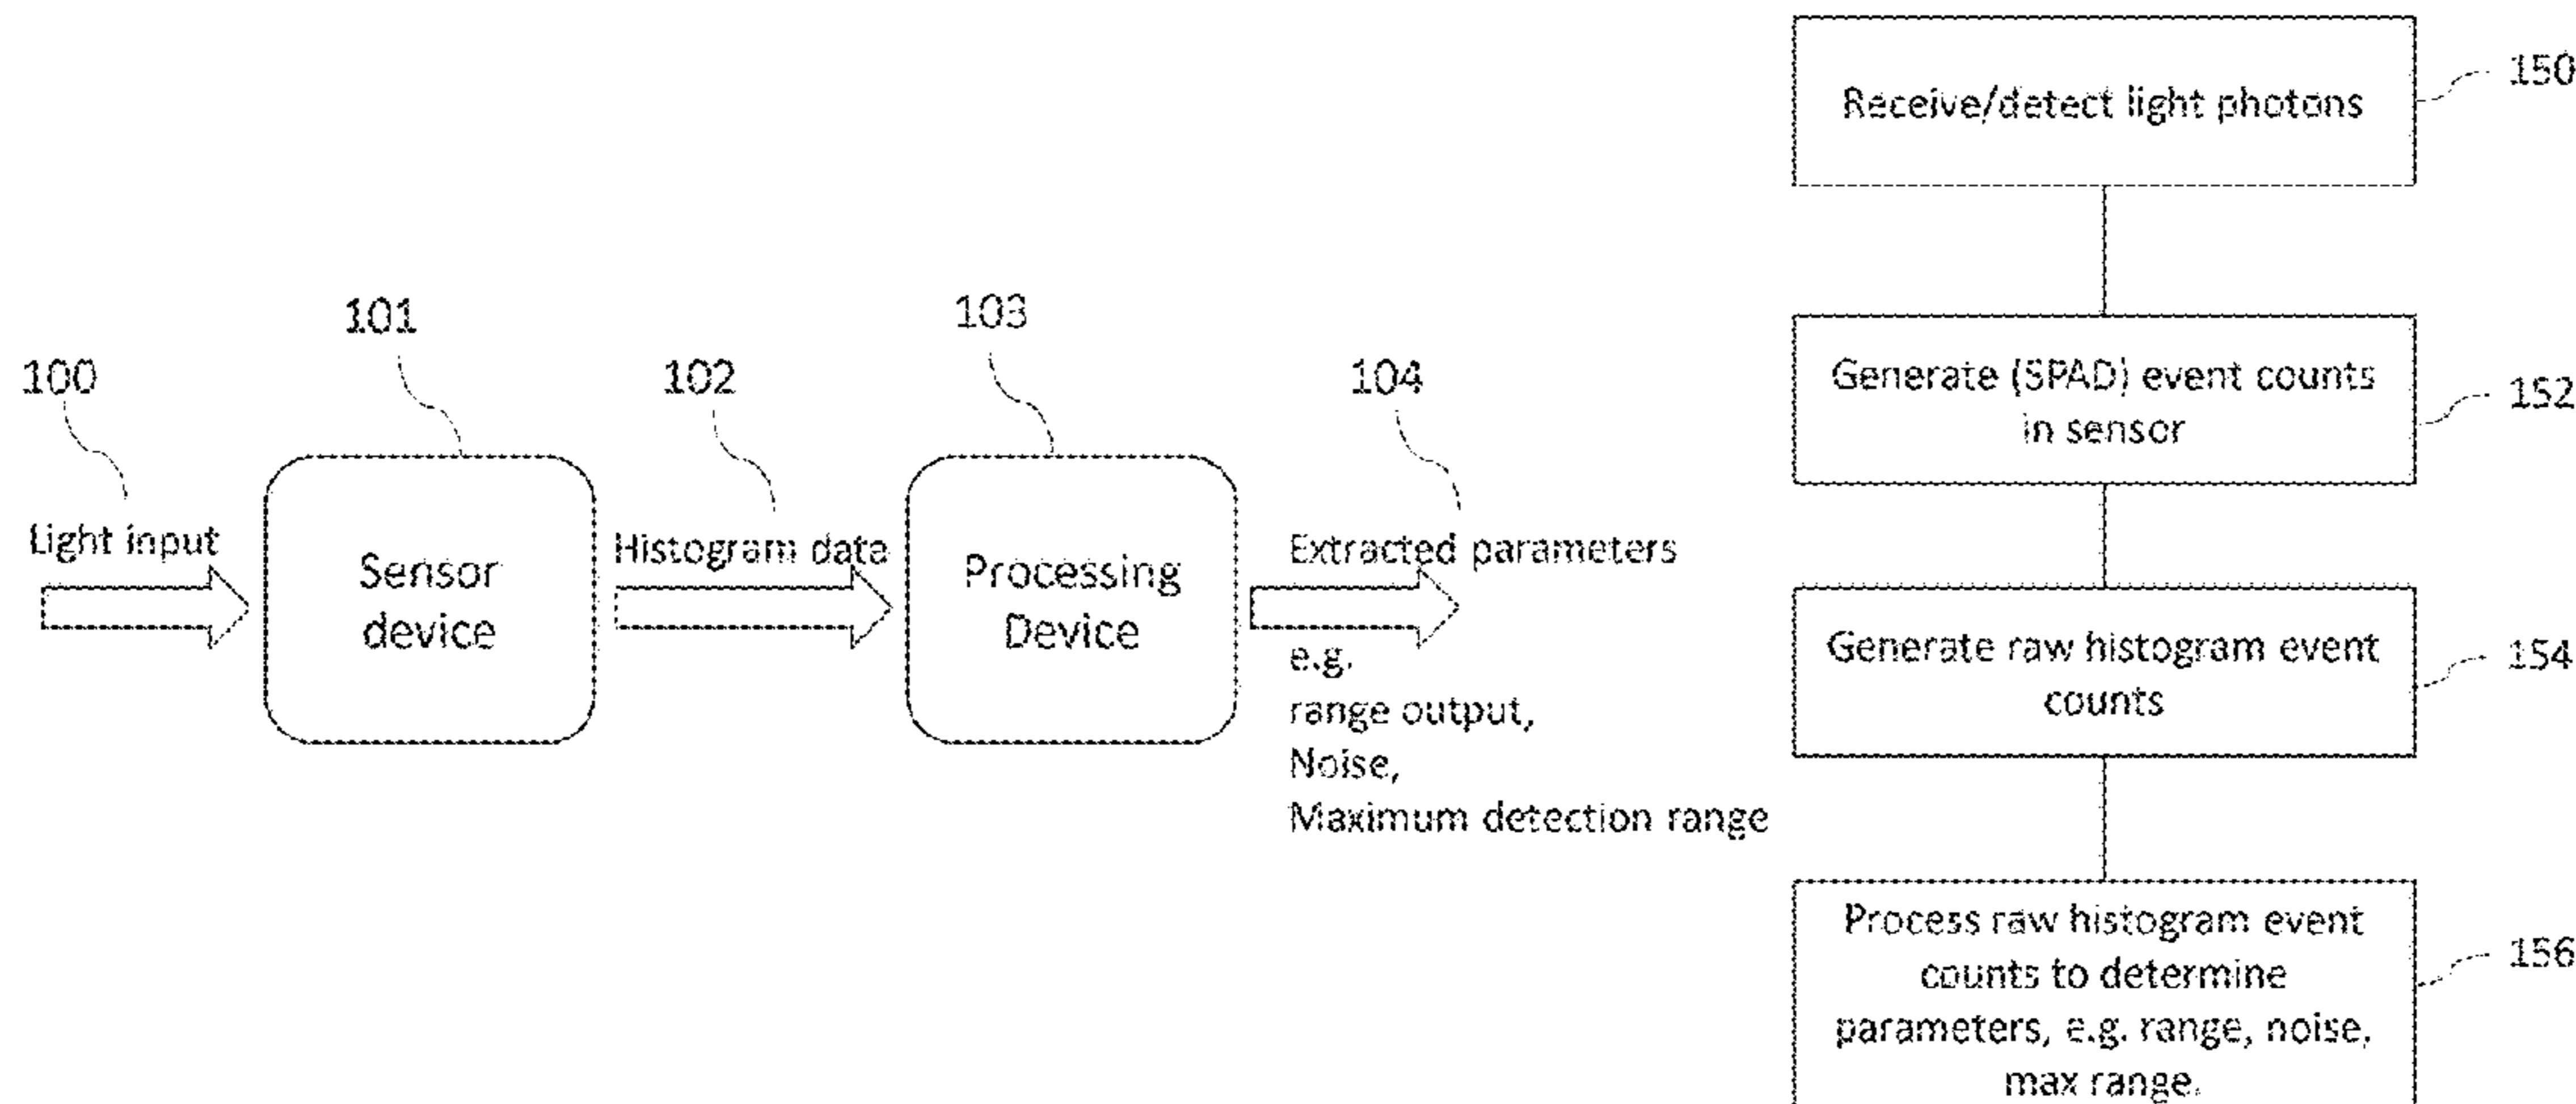 100
Light input
101
Sensor
device
102
Histogram data
103
Processing
Device
104
Extracted parameters
e.g.
range output,
Noise,
Maximum detection range
Receive/detect light photons
150
Generate (SPAD) event counts
in sensor
152
Generate raw histogram event
counts
154
Process raw histogram event
counts to determine
parameters, e.g. range, noise,
max range.
156